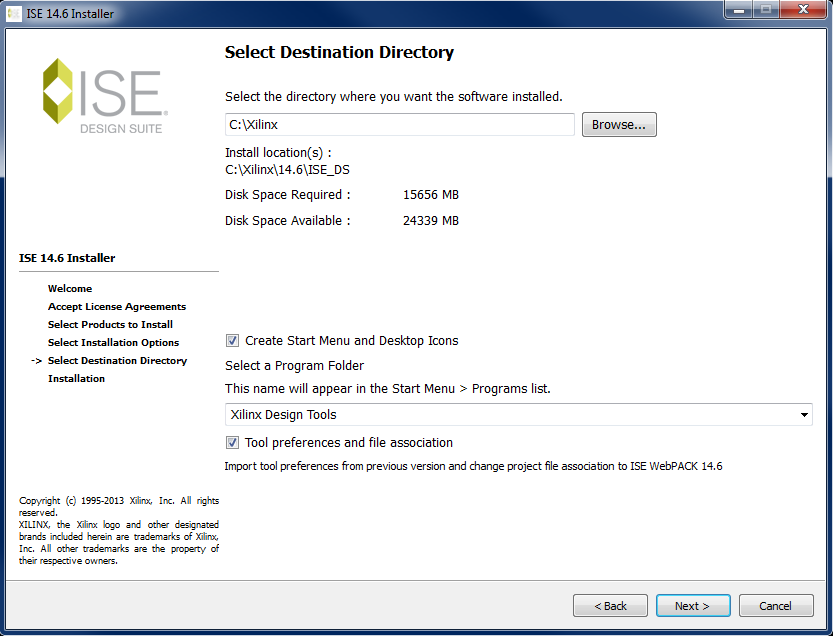 ISE 14.6 Installer
ISE
DESIGN SUITE
Select Destination Directory
Select the directory where you want the software installed.
C:\Xilinx
Browse...
Install location(s) :
C:\Xilinx\14.6\ISE_DS
Disk Space Required : 15656 MB
Disk Space Available : 24339 MB
ISE 14.6 Installer
Welcome
Accept License Agreements
Select Products to Install
Select Installation Options
-> Select Destination Directory
Installation
Create Start Menu and Desktop Icons
Select a Program Folder
This name will appear in the Start Menu > Programs list.
Xilinx Design Tools
Tool preferences and file association
Import tool preferences from previous version and change project file association to ISE WebPACK 14.6
Copyright (c) 1995-2013 Xilinx, Inc. All rights
reserved.
XILINX, the Xilinx logo and other designated
brands included herein are trademarks of Xilinx,
Inc. All other trademarks are the property of
their respective owners.
< Back
Next >
Cancel